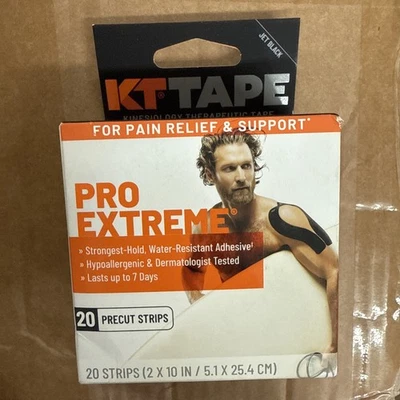 JET BLACK
KT® TAPE
KINESIOLOGY THERAPEUTIC TAPE
FOR PAIN RELIEF & SUPPORT*
PRO
EXTREME®
» Strongest-Hold, Water-Resistant Adhesive†
» Hypoallergenic & Dermatologist Tested
» Lasts up to 7 Days
20 PRECUT STRIPS
20 STRIPS (2 X 10 IN / 5.1 X 25.4 CM)